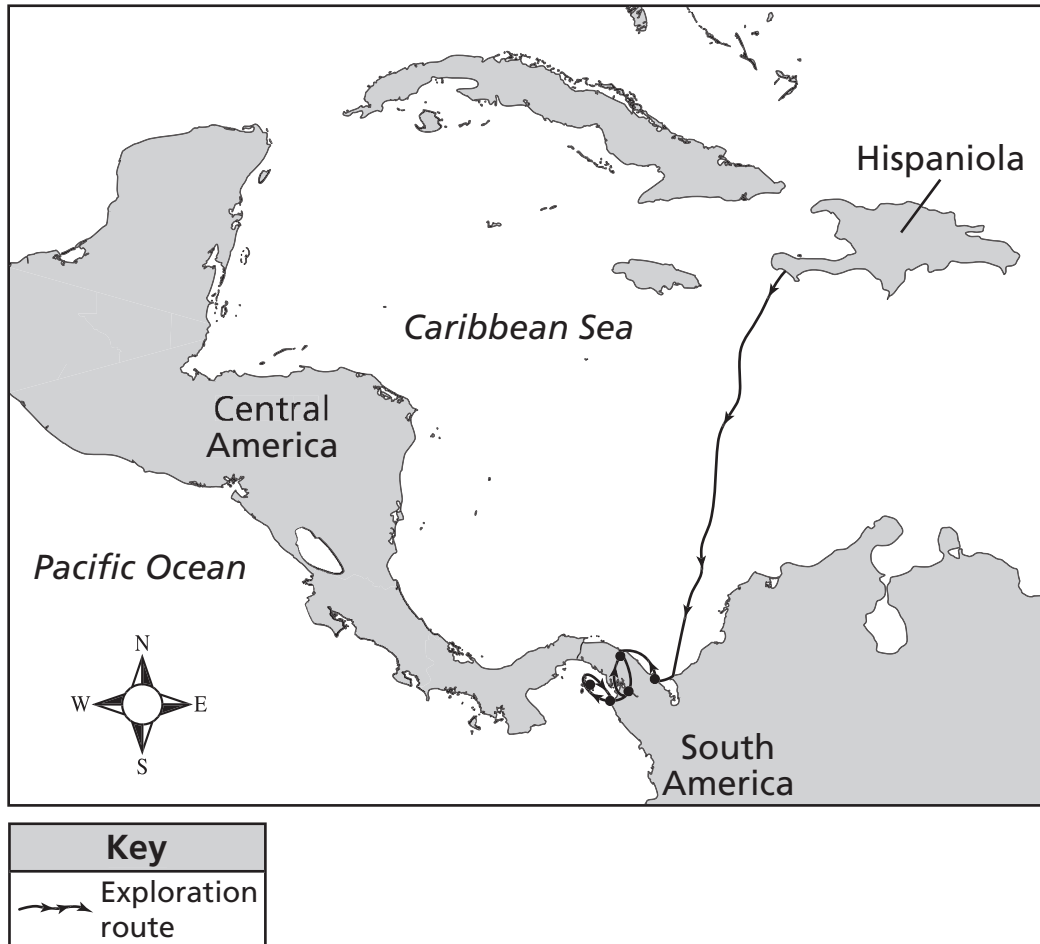 Hispaniola
Caribbean Sea
Central
America
Pacific Ocean
N
W
E
S
South
America
Key
Exploration
route